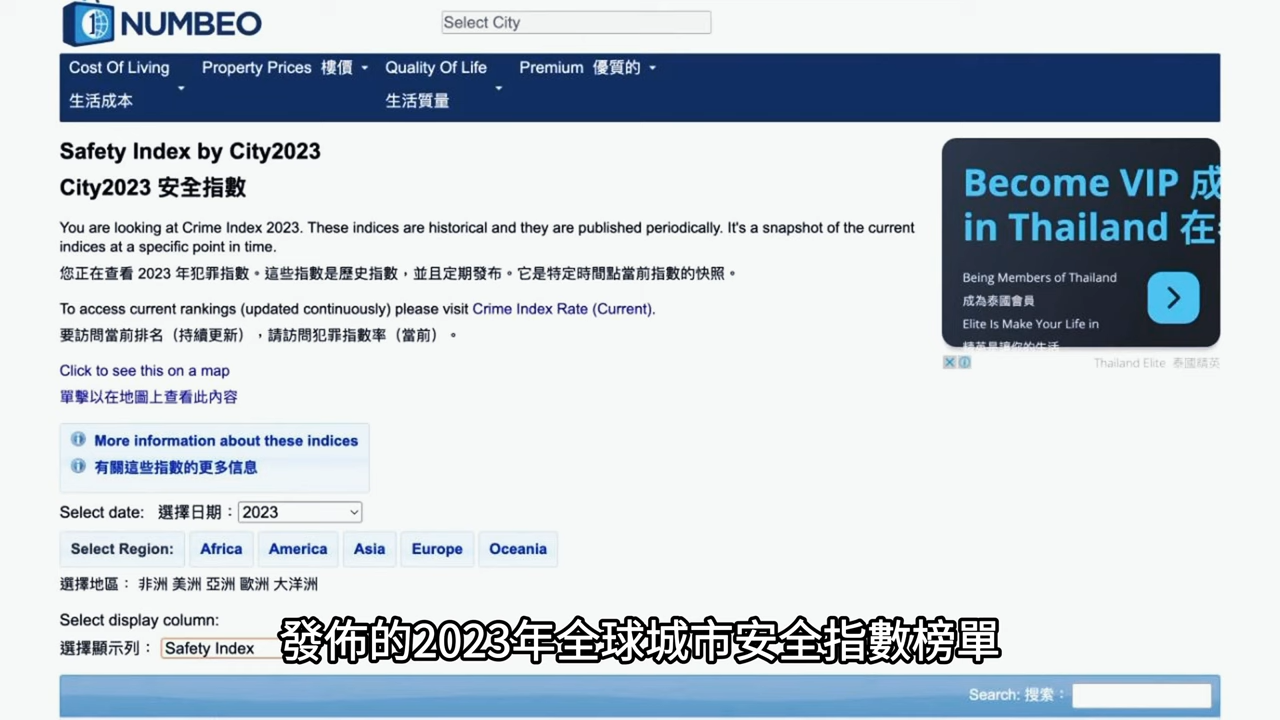 NUMBEO
Select City
Cost Of Living
生活成本
Property Prices 樓價
Quality Of Life
生活質量
Premium 優質的
Safety Index by City2023
City2023 安全指數
You are looking at Crime Index 2023. These indices are historical and they are published periodically. It's a snapshot of the current
indices at a specific point in time.
您正在查看 2023 年犯罪指數。這些指數是歷史指數，並且定期發布。它是特定時間點當前指數的快照。
To access current rankings (updated continuously) please visit Crime Index Rate (Current).
要訪問當前排名（持續更新），請訪問犯罪指數率（當前）。
Click to see this on a map
單擊以在地圖上查看此內容
More information about these indices
有關這些指數的更多信息
Select date: 選擇日期：2023
Select Region: Africa America Asia Europe Oceania
選擇地區： 非洲 美洲 亞洲 歐洲 大洋洲
Select display column:
選擇顯示列： Safety Index
發佈的2023年全球城市安全指數榜單
Search: 搜索：
Become VIP 成
in Thailand 在
Being Members of Thailand
成為泰國會員
Elite Is Make Your Life in
精英是讓你的生活
Thailand Elite 泰國精英